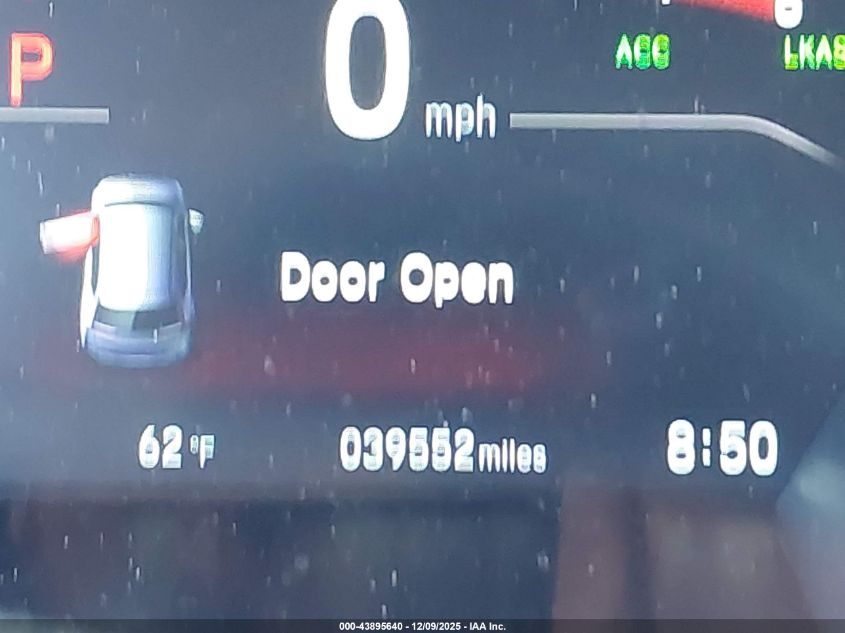 P
0 mph
ACC
LKAS
Door Open
62 °F
039552 miles
8:50
000-43895640 - 12/09/2025 - IAA Inc.